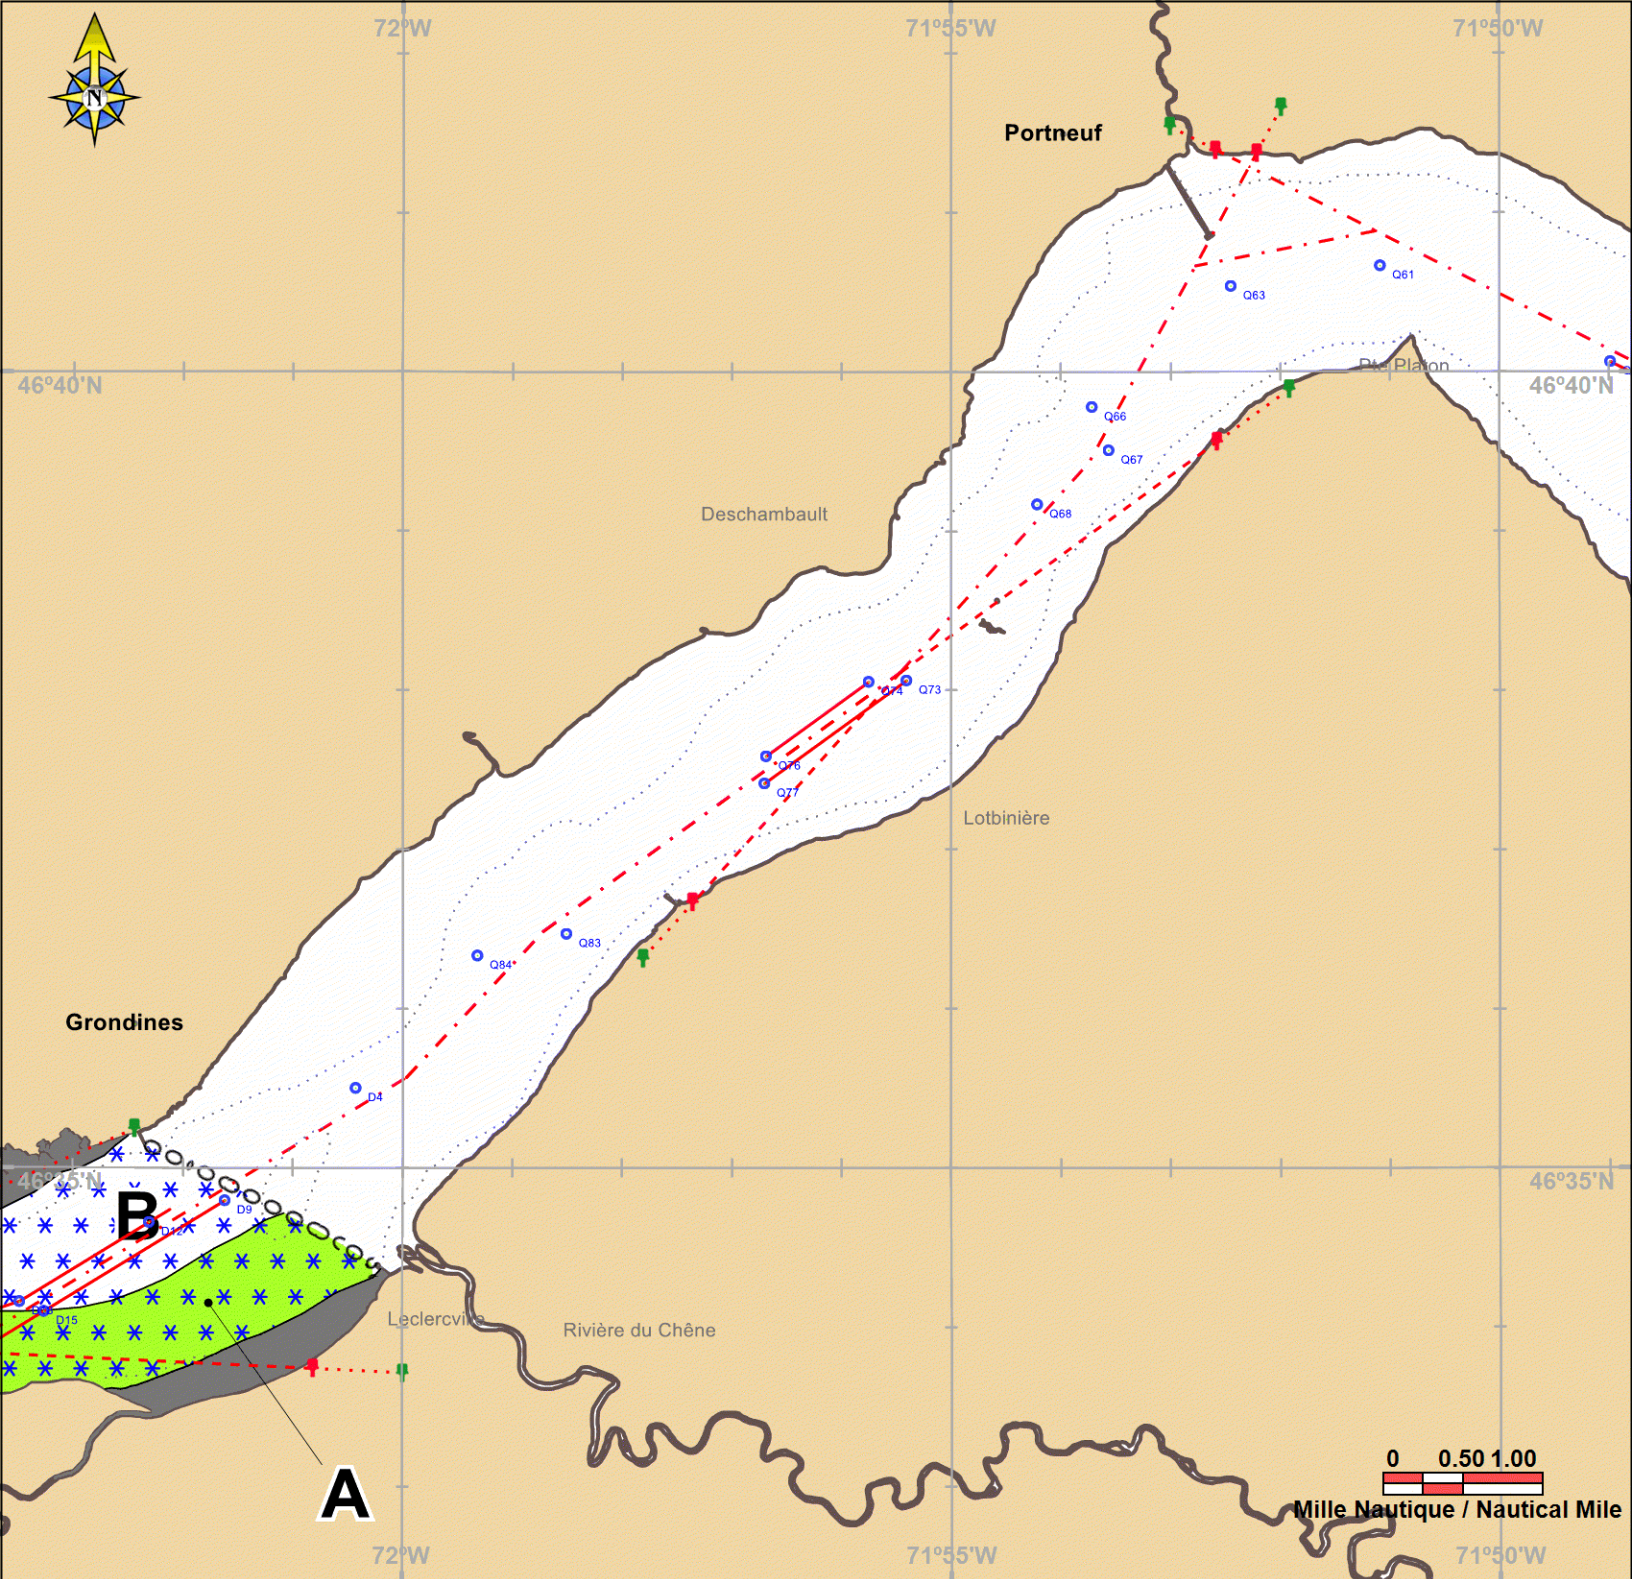 72°W 71°55'W 71°50'W
N
Portneuf
Q61
Q63
Pte Platon
46°40'N 46°40'N
Q66
Q67
Deschambault
Q68
Q74 Q73
Q76
Q77
Lotbinière
Q83
Q84
Grondines
D4
46°35'N 46°35'N
B
D9
D12
D15
Leclercville
Rivière du Chêne
A
0 0.50 1.00
Mille Nautique / Nautical Mile
72°W 71°55'W 71°50'W